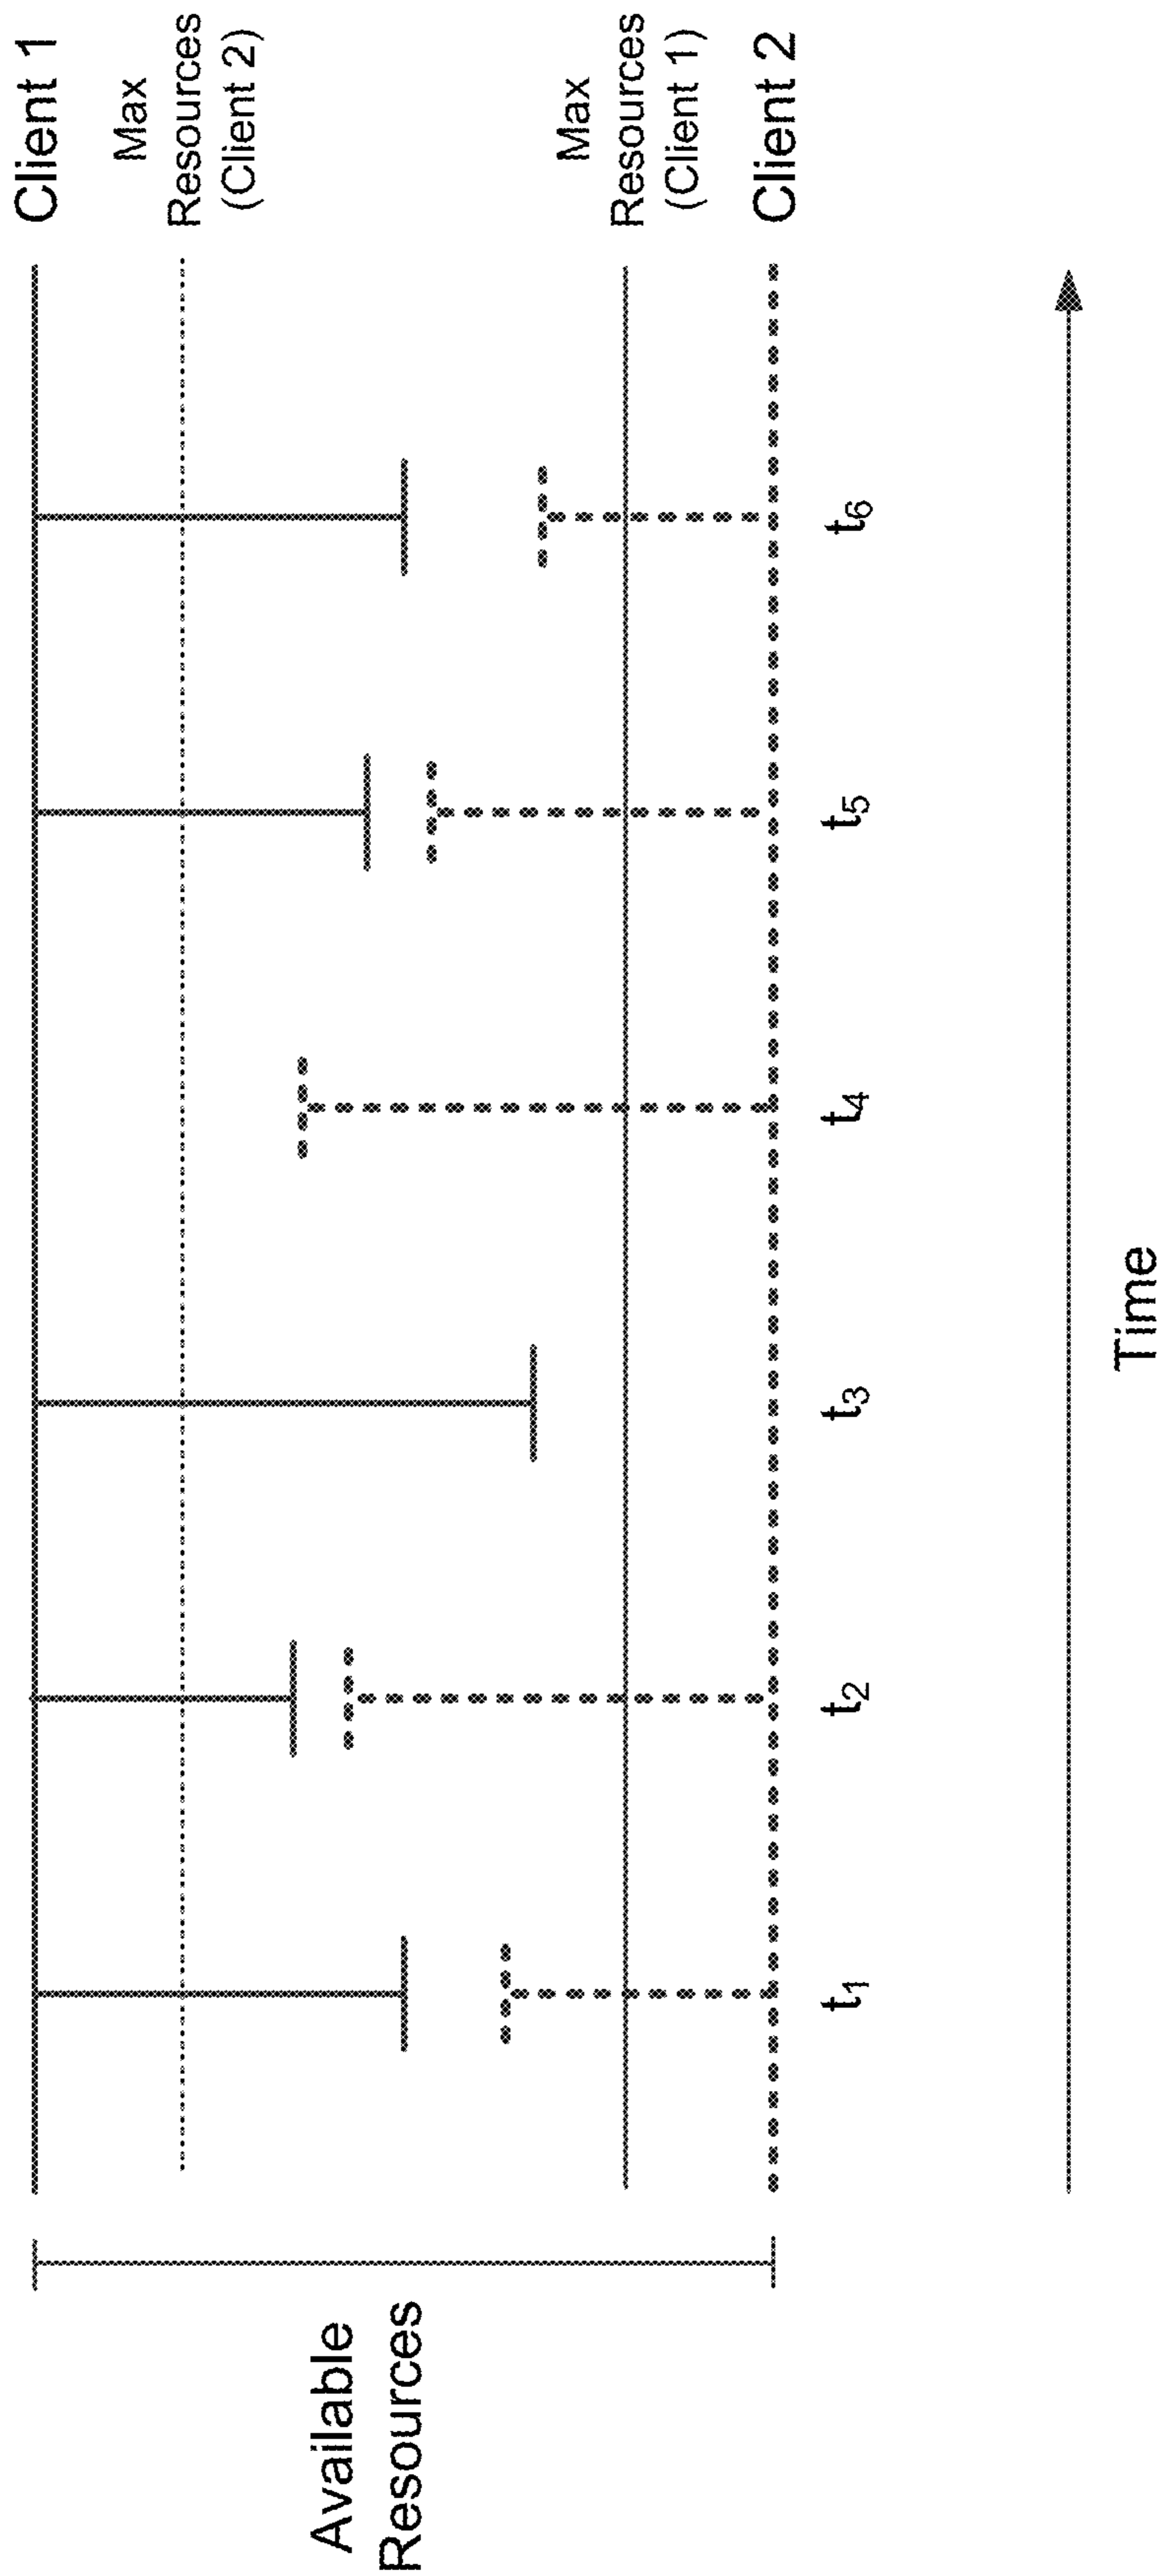 Client 1
Max
Resources
(Client 2)
Available
Resources
Max
Resources
(Client 1)
Client 2
t1
t2
t3
t4
t5
t6
Time